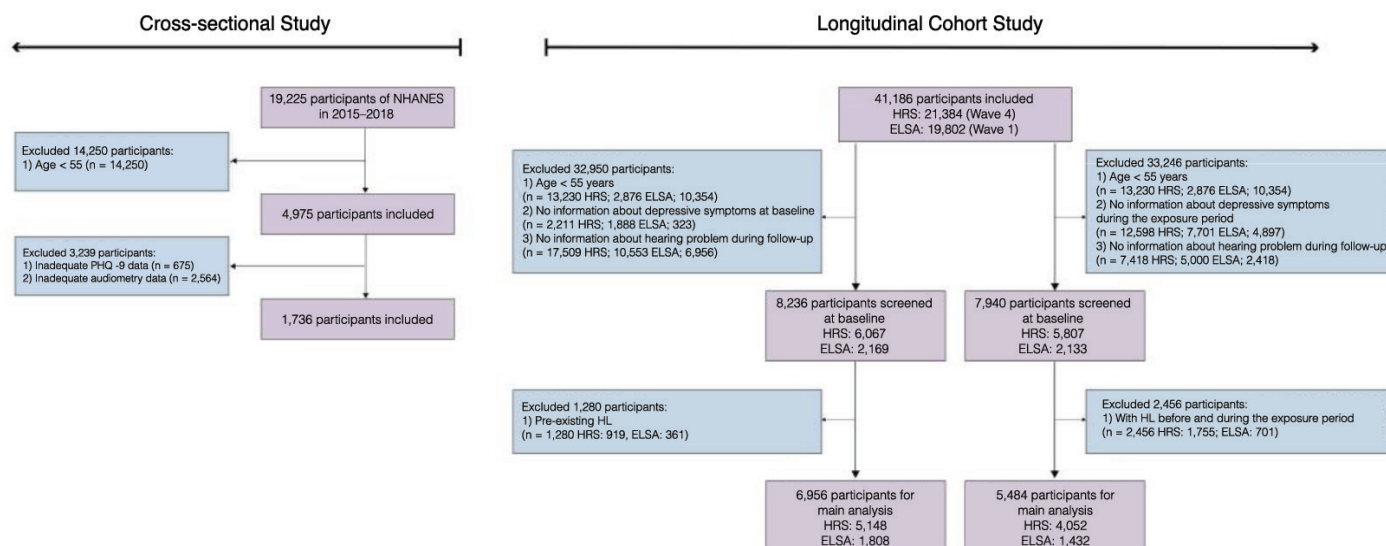 Cross-sectional Study
19,225 participants of NHANES
in 2015–2018
Excluded 14,250 participants:
1) Age < 55 (n = 14,250)
4,975 participants included
Excluded 3,239 participants:
1) Inadequate PHQ -9 data (n = 675)
2) Inadequate audiometry data (n = 2,564)
1,736 participants included
Longitudinal Cohort Study
41,186 participants included
HRS: 21,384 (Wave 4)
ELSA: 19,802 (Wave 1)
Excluded 32,950 participants:
1) Age < 55 years
(n = 13,230 HRS; 2,876 ELSA; 10,354)
2) No information about depressive symptoms at baseline
(n = 2,211 HRS; 1,888 ELSA; 323)
3) No information about hearing problem during follow-up
(n = 17,509 HRS; 10,553 ELSA; 6,956)
Excluded 33,246 participants:
1) Age < 55 years
(n = 13,230 HRS; 2,876 ELSA; 10,354)
2) No information about depressive symptoms
during the exposure period
(n = 12,598 HRS; 7,701 ELSA; 4,897)
3) No information about hearing problem during follow-up
(n = 7,418 HRS; 5,000 ELSA; 2,418)
8,236 participants screened
at baseline
HRS: 6,067
ELSA: 2,169
7,940 participants screened
at baseline
HRS: 5,807
ELSA: 2,133
Excluded 1,280 participants:
1) Pre-existing HL
(n = 1,280 HRS: 919, ELSA: 361)
Excluded 2,456 participants:
1) With HL before and during the exposure period
(n = 2,456 HRS: 1,755; ELSA: 701)
6,956 participants for
main analysis
HRS: 5,148
ELSA: 1,808
5,484 participants for
main analysis
HRS: 4,052
ELSA: 1,432